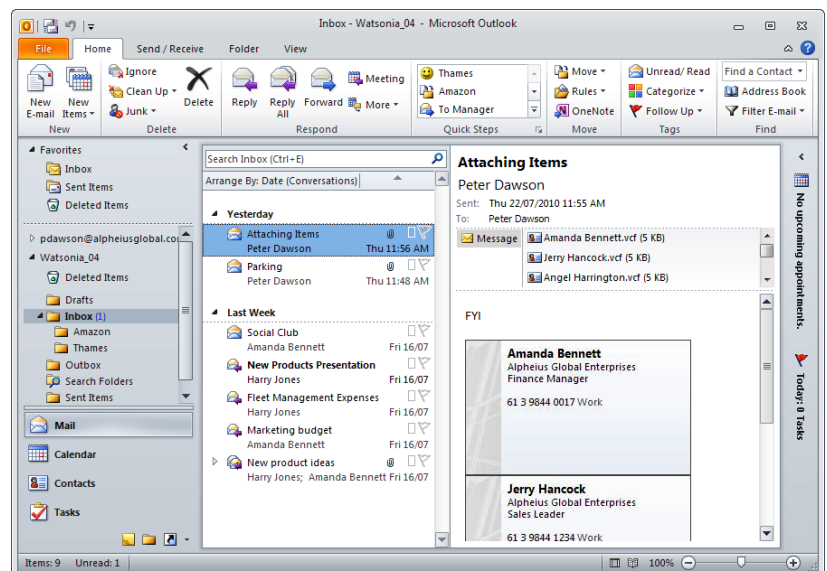 Inbox - Watsonia_04 - Microsoft Outlook
File Home Send / Receive Folder View
New E-mail
New Items
New
Ignore
Clean Up
Junk
Delete
Delete
Reply
Reply All
Forward
Meeting
More
Respond
Thames
Amazon
To Manager
Quick Steps
Move
Rules
OneNote
Move
Unread/ Read
Categorize
Follow Up
Tags
Find a Contact
Address Book
Filter E-mail
Find
Favorites
Inbox
Sent Items
Deleted Items
pdawson@alpheiusglobal.co
Watsonia_04
Deleted Items
Drafts
Inbox (1)
Amazon
Thames
Outbox
Search Folders
Sent Items
Mail
Calendar
Contacts
Tasks
Search Inbox (Ctrl+E)
Arrange By: Date (Conversations)
Yesterday
Attaching Items
Peter Dawson Thu 11:56 AM
Parking
Peter Dawson Thu 11:48 AM
Last Week
Social Club
Amanda Bennett Fri 16/07
New Products Presentation
Harry Jones Fri 16/07
Fleet Management Expenses
Harry Jones Fri 16/07
Marketing budget
Amanda Bennett Fri 16/07
New product ideas
Harry Jones; Amanda Bennett Fri 16/07
Attaching Items
Peter Dawson
Sent: Thu 22/07/2010 11:55 AM
To: Peter Dawson
Message
Amanda Bennett.vcf (5 KB)
Jerry Hancock.vcf (5 KB)
Angel Harrington.vcf (6 KB)
FYI
Amanda Bennett
Alpheius Global Enterprises
Finance Manager
61 3 9844 0017 Work
Jerry Hancock
Alpheius Global Enterprises
Sales Leader
61 3 9844 1234 Work
No upcoming appointments.
Today: 0 Tasks
Items: 9 Unread: 1
100%